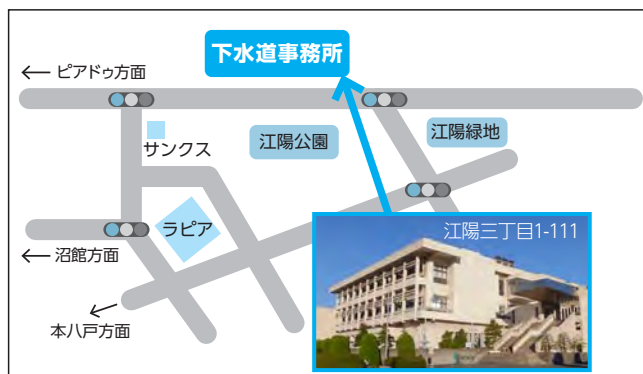 下水道事務所
← ピアドゥ方面
江陽緑地
江陽公園
サンクス
ラピア
江陽三丁目1-111
← 沼館方面
← 本八戸方面